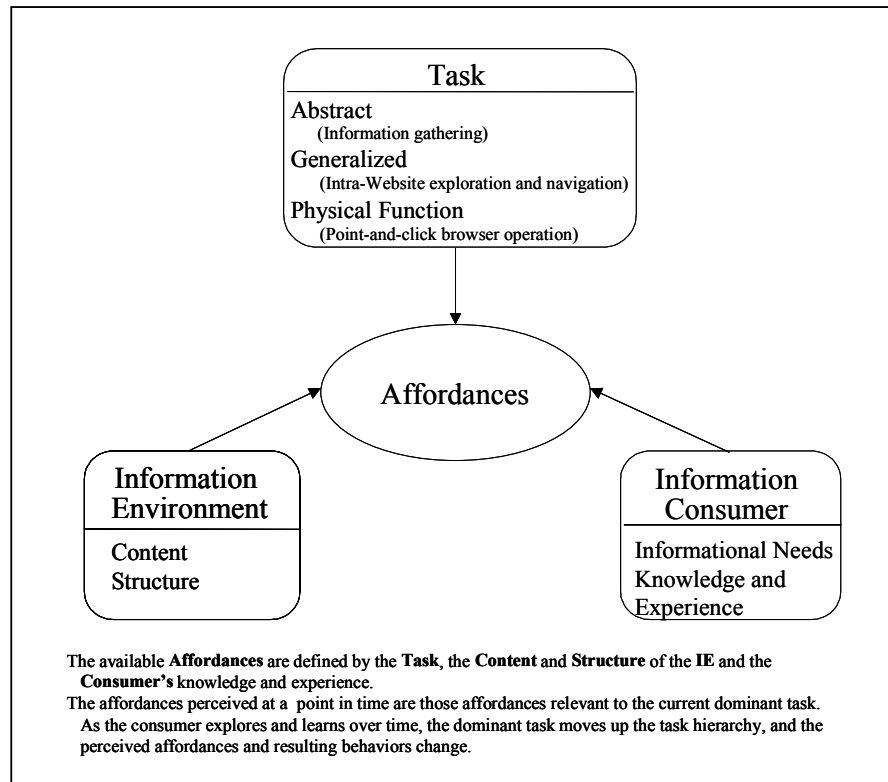 Task
Abstract
(Information gathering)
Generalized
(Intra-Website exploration and navigation)
Physical Function
(Point-and-click browser operation)
Affordances
Information
Environment
Content
Structure
Information
Consumer
Informational Needs
Knowledge and
Experience
The available Affordances are defined by the Task, the Content and Structure of the IE and the
Consumer's knowledge and experience.
The affordances perceived at a point in time are those affordances relevant to the current dominant task.
As the consumer explores and learns over time, the dominant task moves up the task hierarchy, and the
perceived affordances and resulting behaviors change.